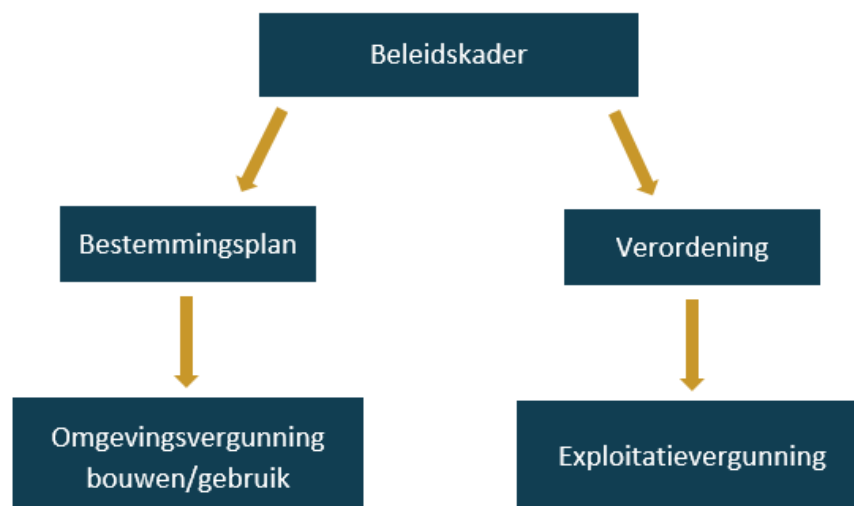 Beleidskader
Bestemmingsplan
Verordening
Omgevingsvergunning
bouwen/gebruik
Exploitatievergunning